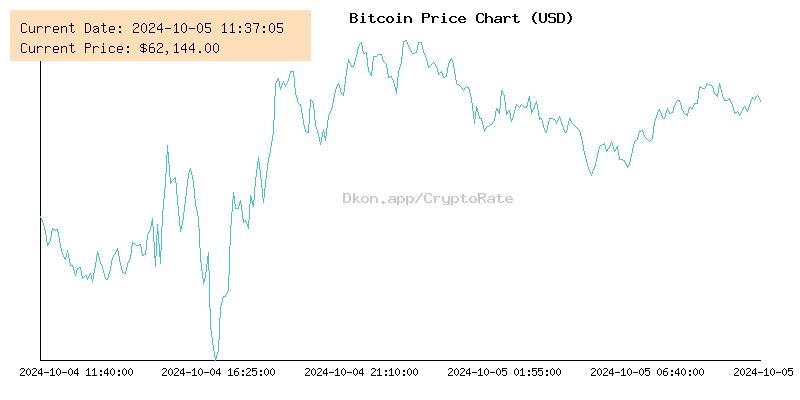 Bitcoin Price Chart (USD)
Current Date: 2024-10-05 11:37:05
Current Price: $62,144.00
Dkon.app/CryptoRate
2024-10-04 11:40:00 2024-10-04 16:25:00 2024-10-04 21:10:00 2024-10-05 01:55:00 2024-10-05 06:40:00 2024-10-05